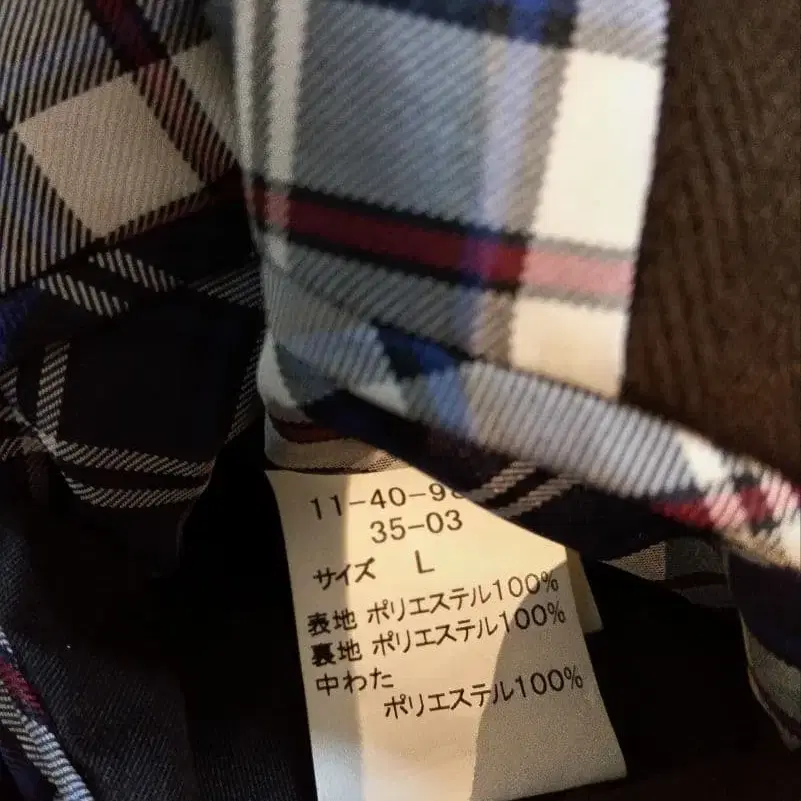 11-40-98
35-03
サイズ L
表地 ポリエステル100%
裏地 ポリエステル100%
中わた
ポリエステル100%